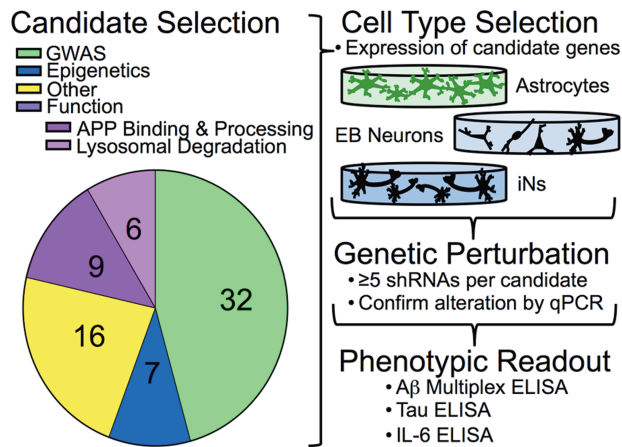 Candidate Selection
GWAS
Epigenetics
Other
Function
APP Binding & Processing
Lysosomal Degradation
6
9
32
16
7
Cell Type Selection
• Expression of candidate genes
Astrocytes
EB Neurons
iNs
Genetic Perturbation
• ≥5 shRNAs per candidate
• Confirm alteration by qPCR
Phenotypic Readout
• Aβ Multiplex ELISA
• Tau ELISA
• IL-6 ELISA